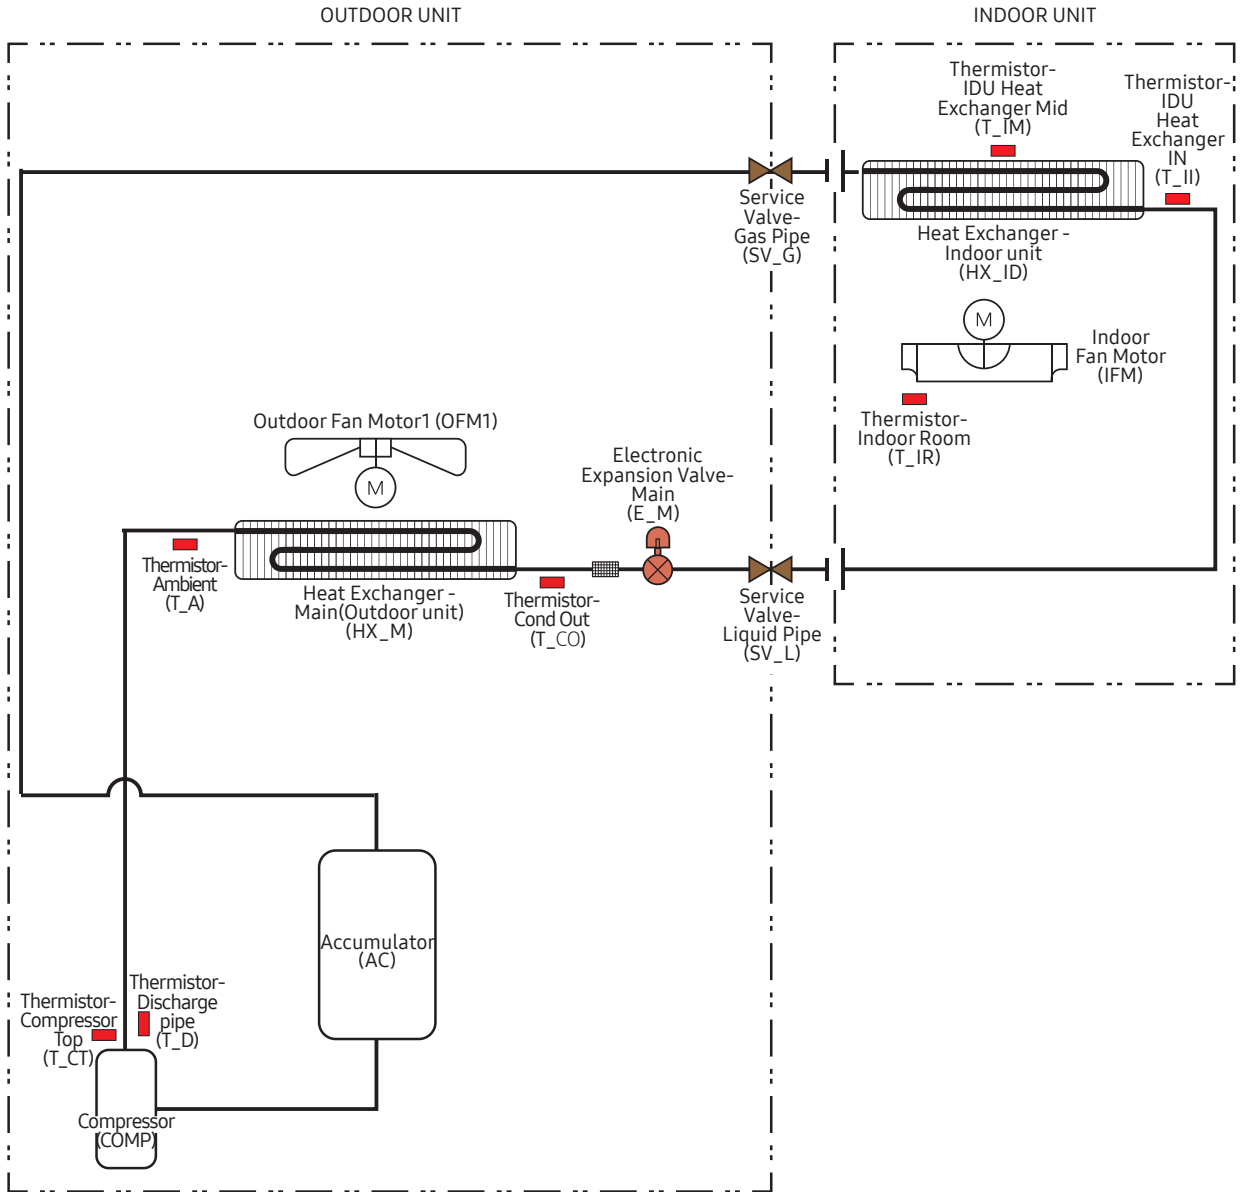 OUTDOOR UNIT
INDOOR UNIT
Thermistor-
IDU Heat
Exchanger Mid
(T_IM)
Thermistor-
IDU
Heat
Exchanger
IN
(T_II)
Service
Valve-
Gas Pipe
(SV_G)
Heat Exchanger -
Indoor unit
(HX_ID)
M
Indoor
Fan Motor
(IFM)
Thermistor-
Indoor Room
(T_IR)
Outdoor Fan Motor1 (OFM1)
M
Electronic
Expansion Valve-
Main
(E_M)
Thermistor-
Ambient
(T_A)
Heat Exchanger -
Main(Outdoor unit)
(HX_M)
Thermistor-
Cond Out
(T_CO)
Service
Valve-
Liquid Pipe
(SV_L)
Accumulator
(AC)
Thermistor-
Compressor
Top
(T_CT)
Thermistor-
Discharge
pipe
(T_D)
Compressor
(COMP)